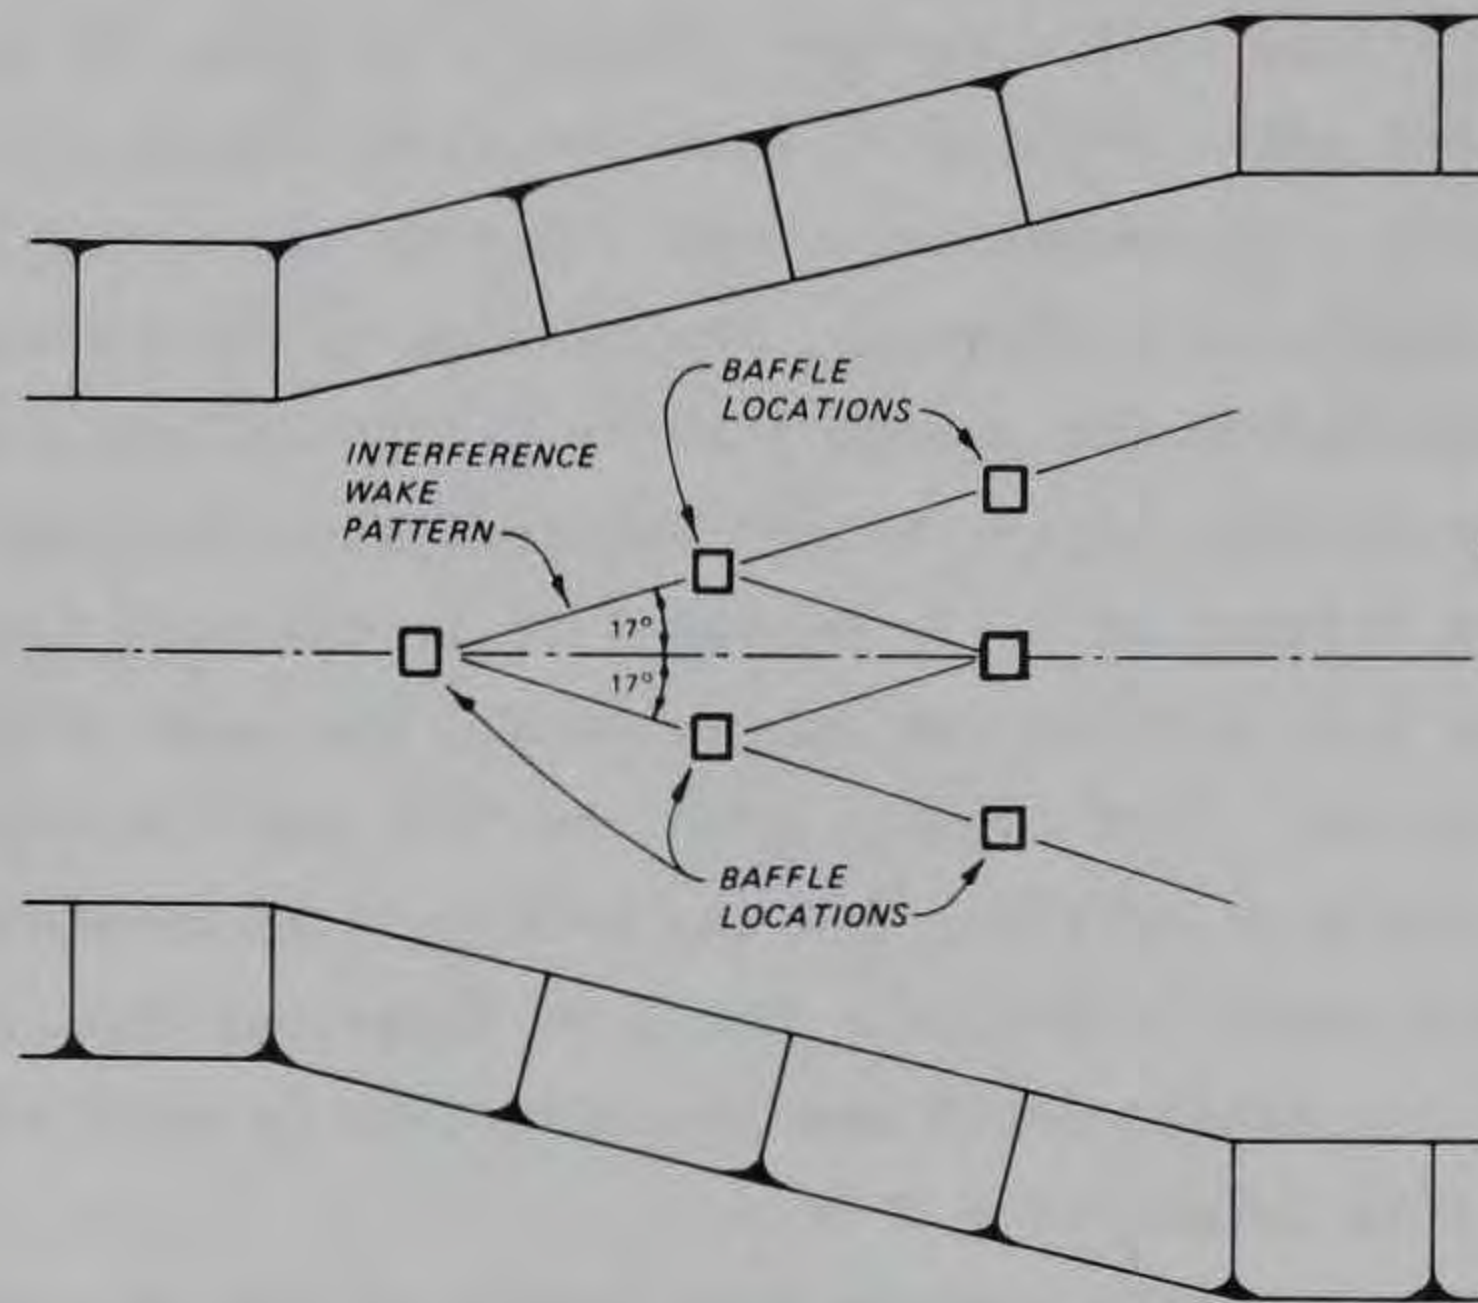 BAFFLE
LOCATIONS
INTERFERENCE
WAKE
PATTERN
17°
17°
BAFFLE
LOCATIONS